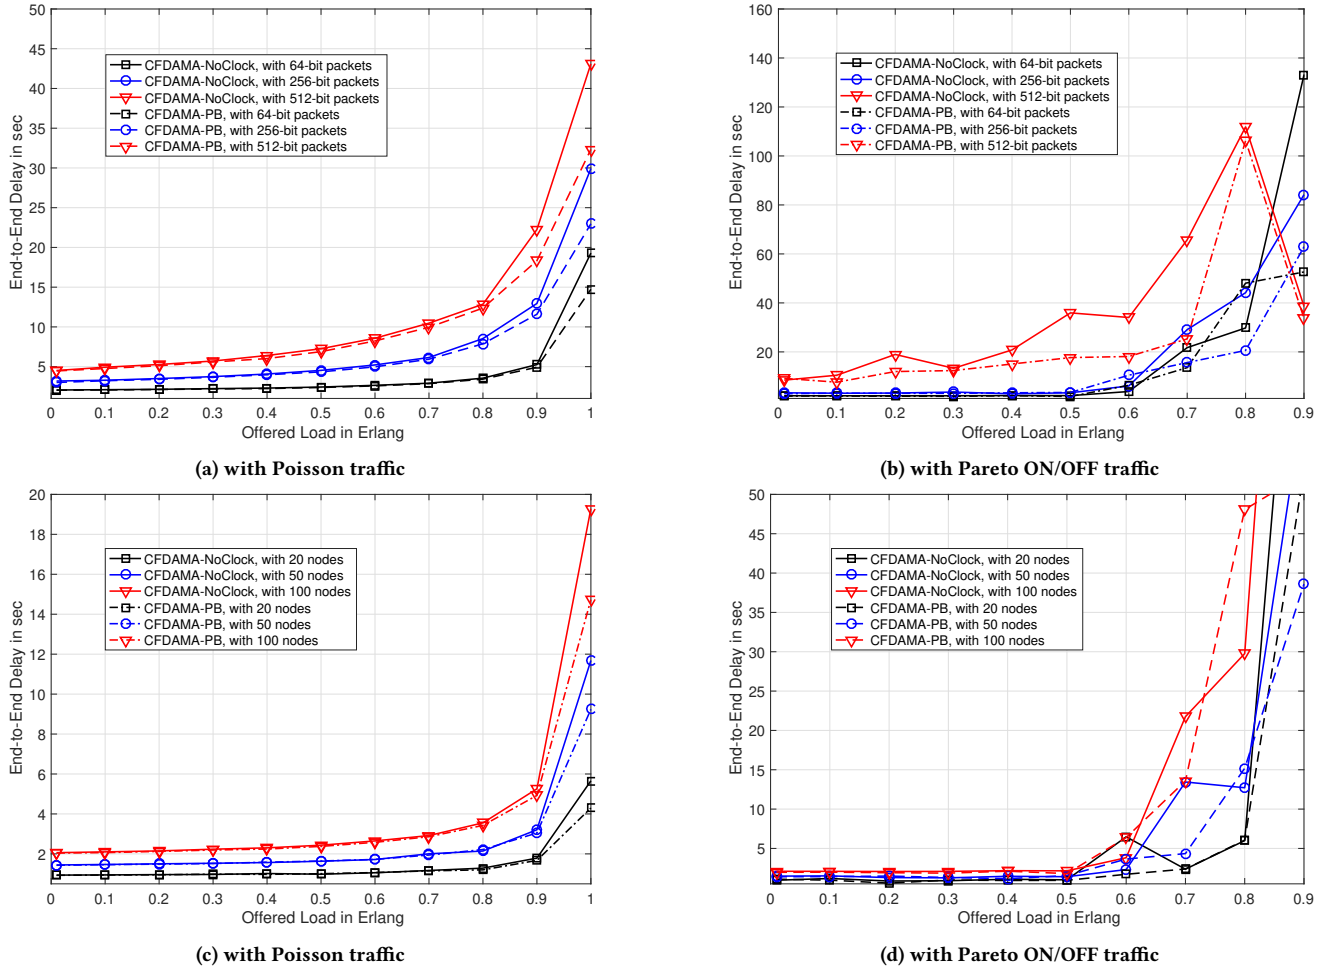 50
45
40
35
30
25
20
15
10
5
End-to-End Delay in sec
CFDAMA-NoClock, with 64-bit packets
CFDAMA-NoClock, with 256-bit packets
CFDAMA-NoClock, with 512-bit packets
CFDAMA-PB, with 64-bit packets
CFDAMA-PB, with 256-bit packets
CFDAMA-PB, with 512-bit packets
0 0.1 0.2 0.3 0.4 0.5 0.6 0.7 0.8 0.9 1
Offered Load in Erlang
(a) with Poisson traffic
160
140
120
100
80
60
40
20
End-to-End Delay in sec
CFDAMA-NoClock, with 64-bit packets
CFDAMA-NoClock, with 256-bit packets
CFDAMA-NoClock, with 512-bit packets
CFDAMA-PB, with 64-bit packets
CFDAMA-PB, with 256-bit packets
CFDAMA-PB, with 512-bit packets
0 0.1 0.2 0.3 0.4 0.5 0.6 0.7 0.8 0.9
Offered Load in Erlang
(b) with Pareto ON/OFF traffic
20
18
16
14
12
10
8
6
4
2
End-to-End Delay in sec
CFDAMA-NoClock, with 20 nodes
CFDAMA-NoClock, with 50 nodes
CFDAMA-NoClock, with 100 nodes
CFDAMA-PB, with 20 nodes
CFDAMA-PB, with 50 nodes
CFDAMA-PB, with 100 nodes
0 0.1 0.2 0.3 0.4 0.5 0.6 0.7 0.8 0.9 1
Offered Load in Erlang
(c) with Poisson traffic
50
45
40
35
30
25
20
15
10
5
End-to-End Delay in sec
CFDAMA-NoClock, with 20 nodes
CFDAMA-NoClock, with 50 nodes
CFDAMA-NoClock, with 100 nodes
CFDAMA-PB, with 20 nodes
CFDAMA-PB, with 50 nodes
CFDAMA-PB, with 100 nodes
0 0.1 0.2 0.3 0.4 0.5 0.6 0.7 0.8 0.9
Offered Load in Erlang
(d) with Pareto ON/OFF traffic